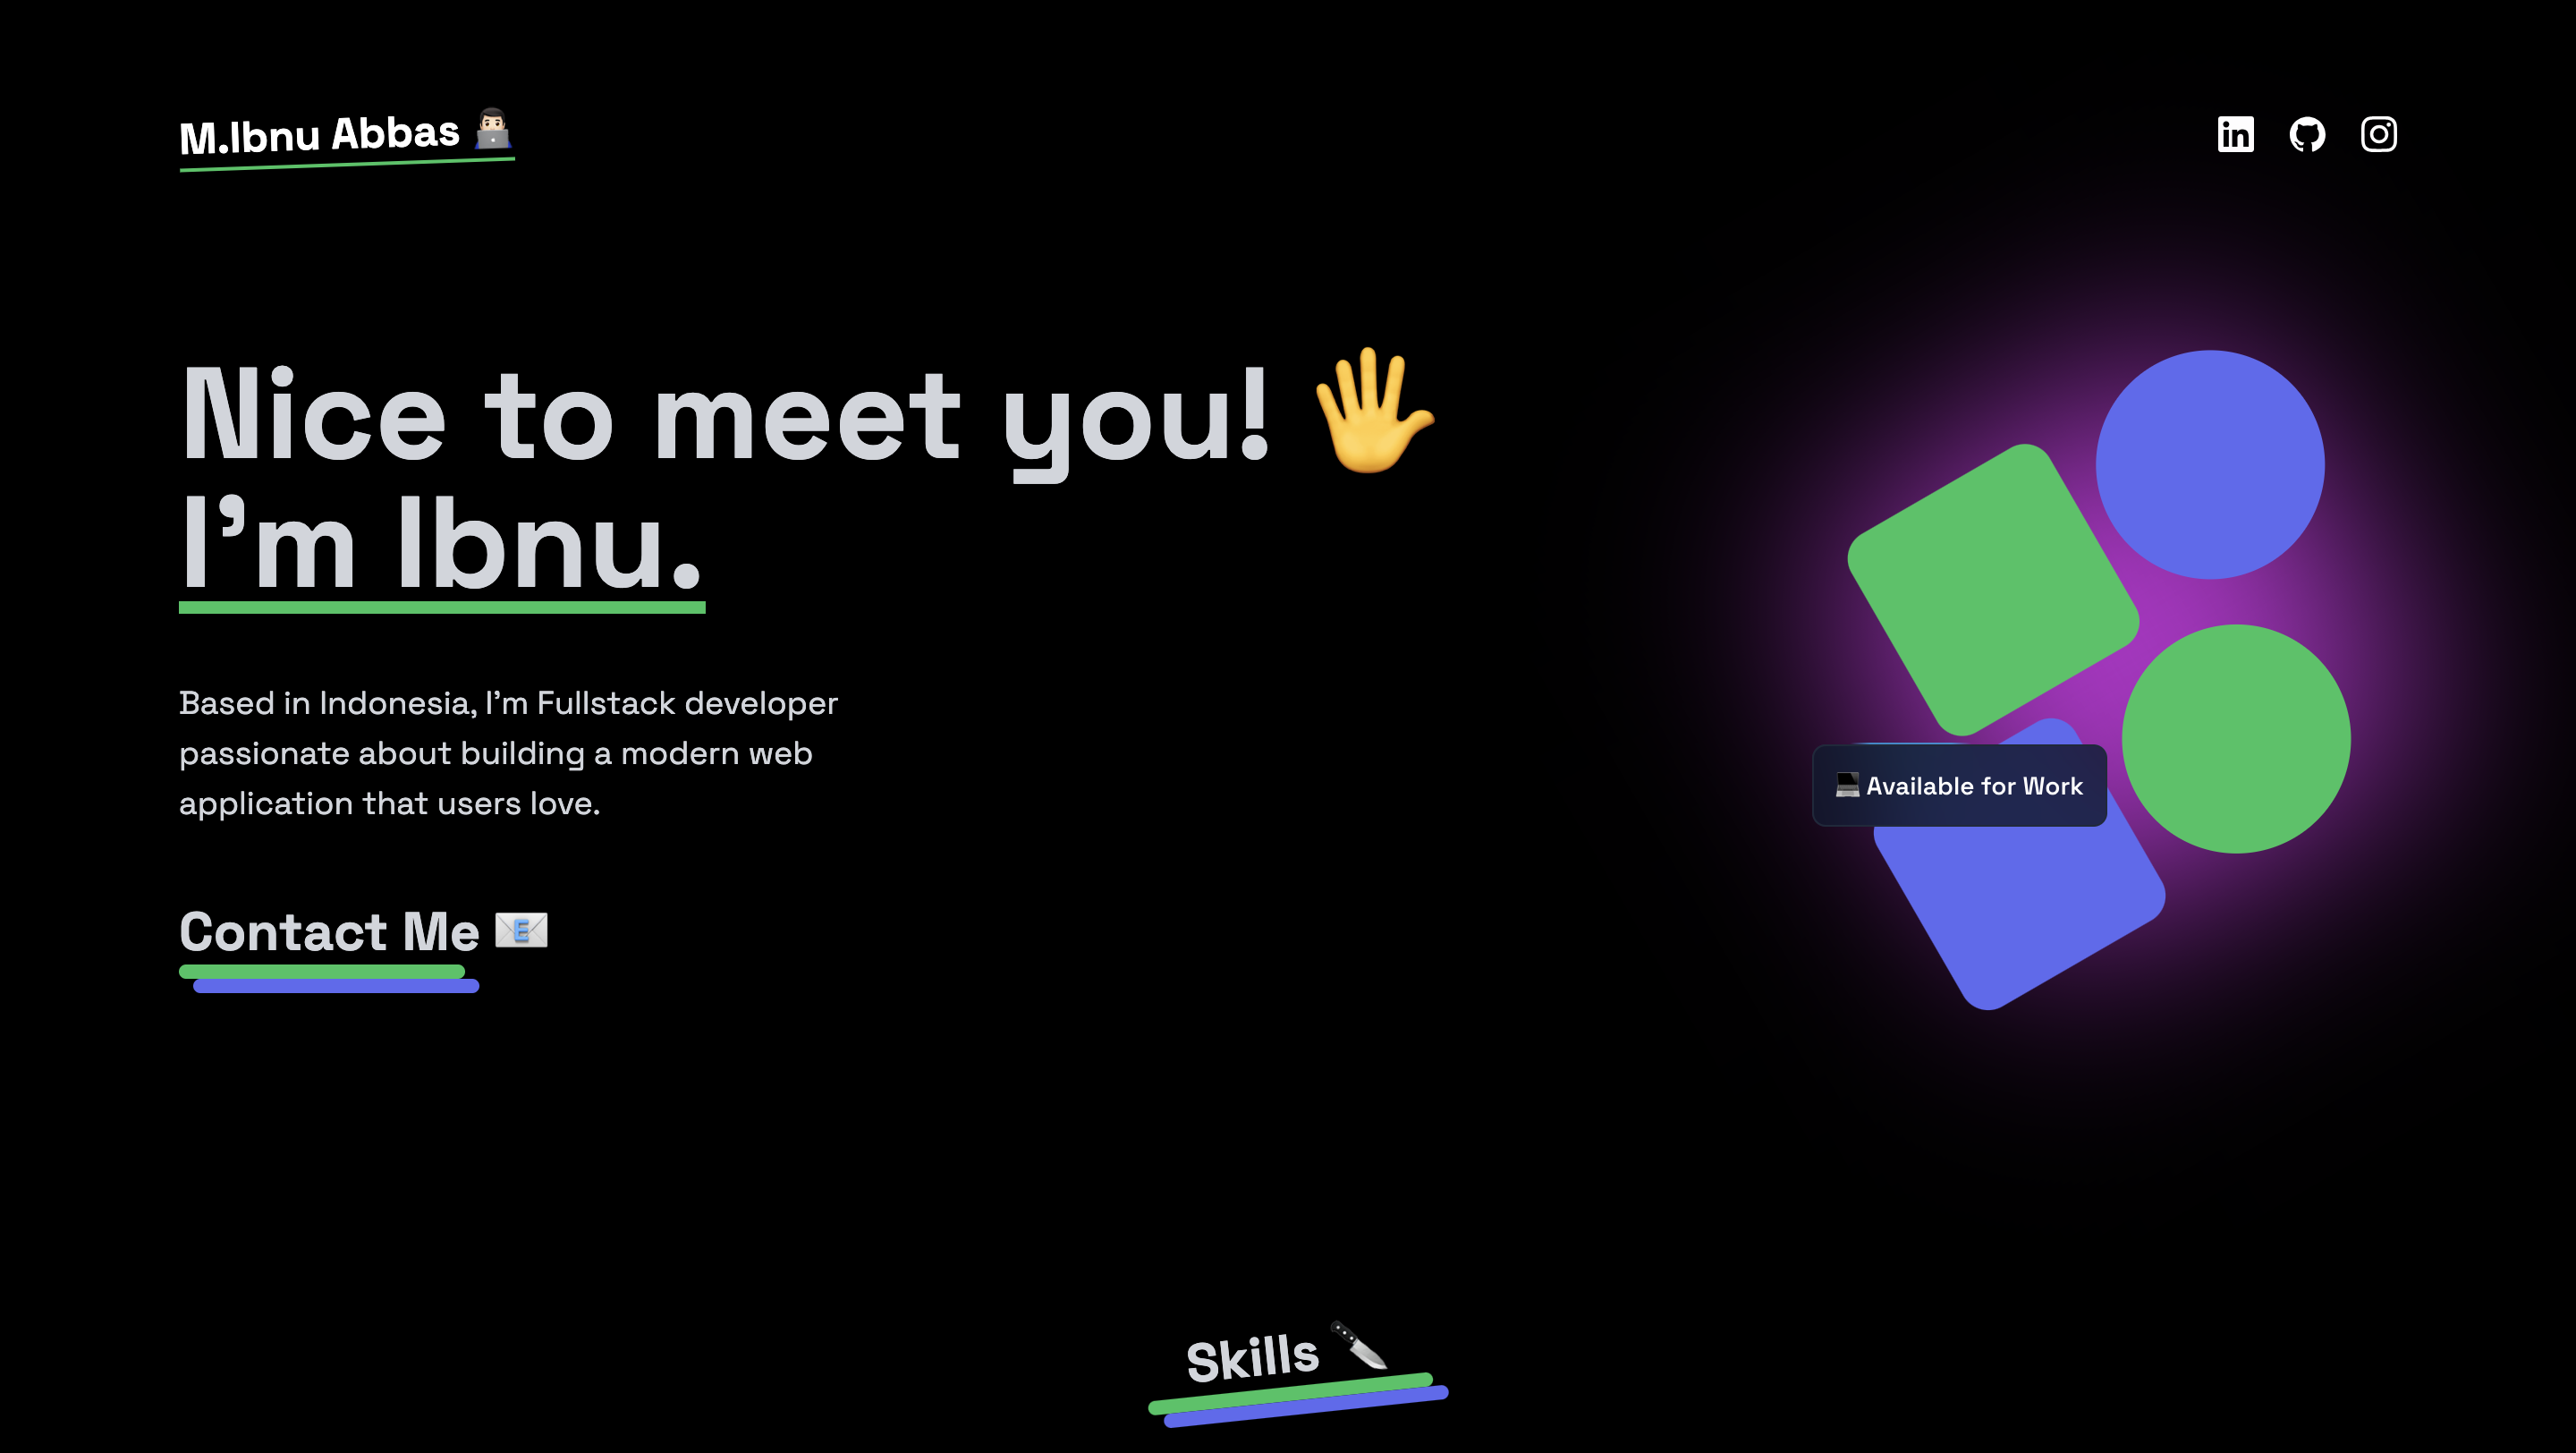 M.Ibnu Abbas 👨🏻‍💻
Nice to meet you! 🖐
I'm Ibnu.
Based in Indonesia, I'm Fullstack developer
passionate about building a modern web
application that users love.
💻 Available for Work
Contact Me 📧
Skills 🔪